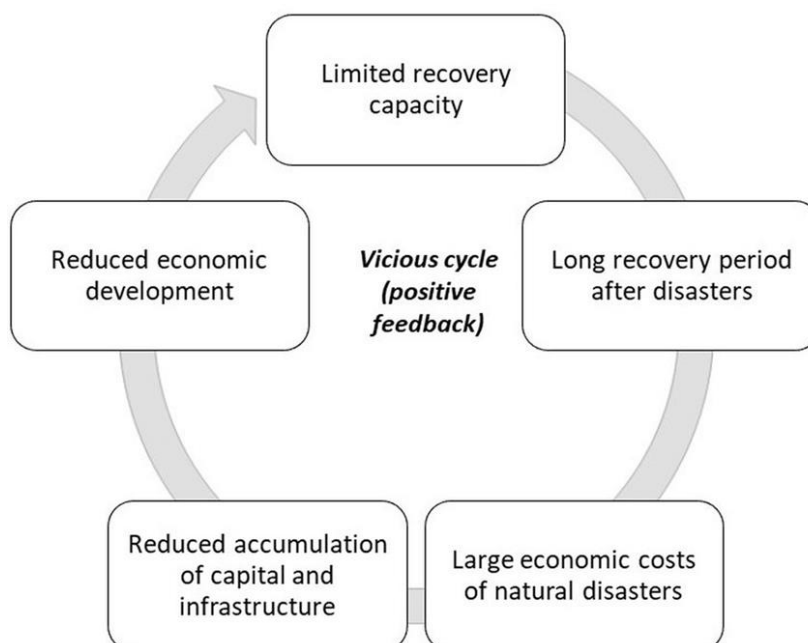 Limited recovery
capacity
Long recovery period
after disasters
Large economic costs
of natural disasters
Reduced accumulation
of capital and
infrastructure
Reduced economic
development
Vicious cycle
(positive
feedback)